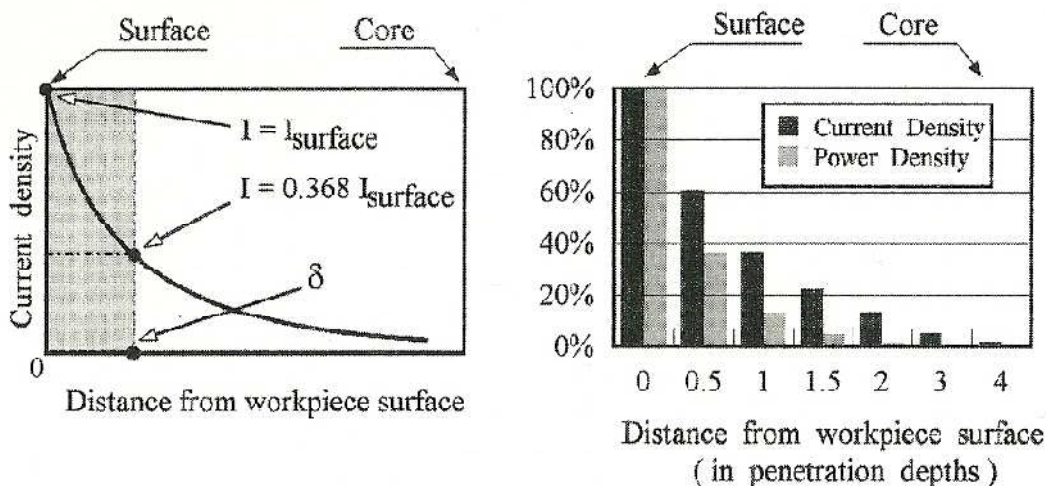 Surface
Core
I = Isurface
I = 0.368 Isurface
δ
Current density
0
Distance from workpiece surface
Surface
Core
100%
80%
60%
40%
20%
0%
Current Density
Power Density
0 0.5 1 1.5 2 3 4
Distance from workpiece surface
( in penetration depths )